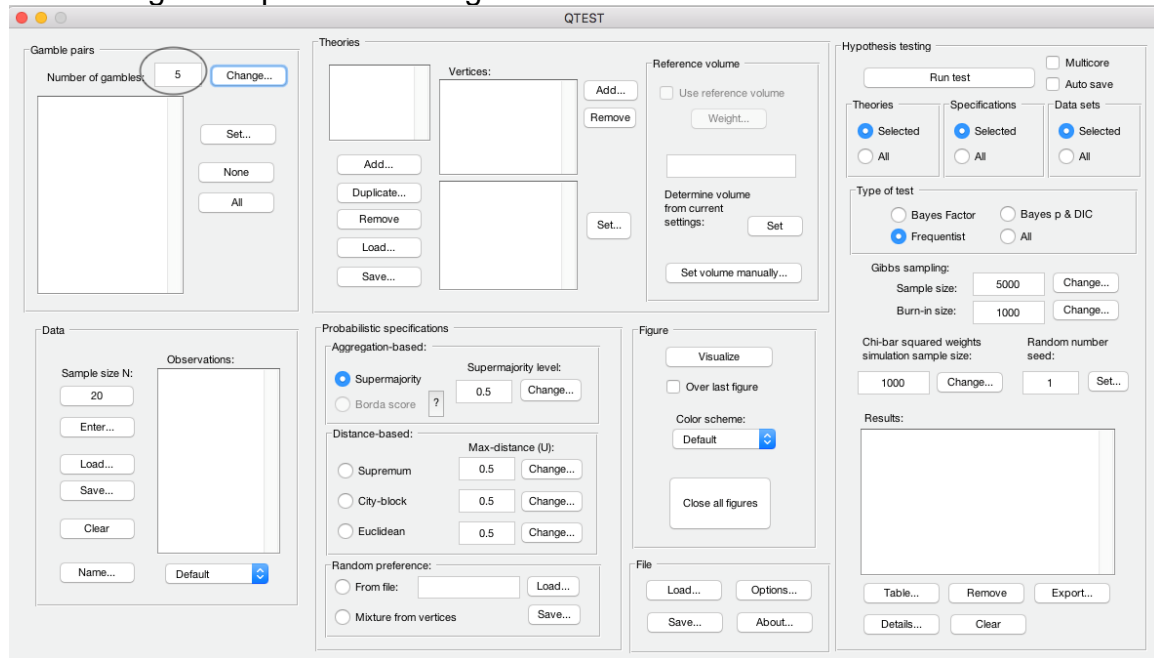 QTEST
Gamble pairs
Number of gambles: 5 Change...
Set...
None
All
Theories
Vertices:
Add...
Remove
Add...
Duplicate...
Remove
Load...
Save...
Set...
Reference volume
Use reference volume
Weight...
Determine volume
from current
settings: Set
Set volume manually...
Hypothesis testing
Run test
Multicore
Auto save
Theories
Selected
All
Specifications
Selected
All
Data sets
Selected
All
Type of test
Bayes Factor Bayes p & DIC
Frequentist All
Gibbs sampling:
Sample size: 5000 Change...
Burn-in size: 1000 Change...
Chi-bar squared weights
simulation sample size:
1000 Change...
Random number
seed:
1 Set...
Results:
Table... Remove Export...
Details... Clear
Data
Sample size N:
20
Enter...
Load...
Save...
Clear
Name...
Observations:
Default
Probabilistic specifications
Aggregation-based:
Supermajority
Borda score ?
Supermajority level:
0.5 Change...
Distance-based:
Max-distance (U):
Supremum 0.5 Change...
City-block 0.5 Change...
Euclidean 0.5 Change...
Random preference:
From file: Load...
Mixture from vertices Save...
Figure
Visualize
Over last figure
Color scheme:
Default
Close all figures
File
Load... Options...
Save... About...